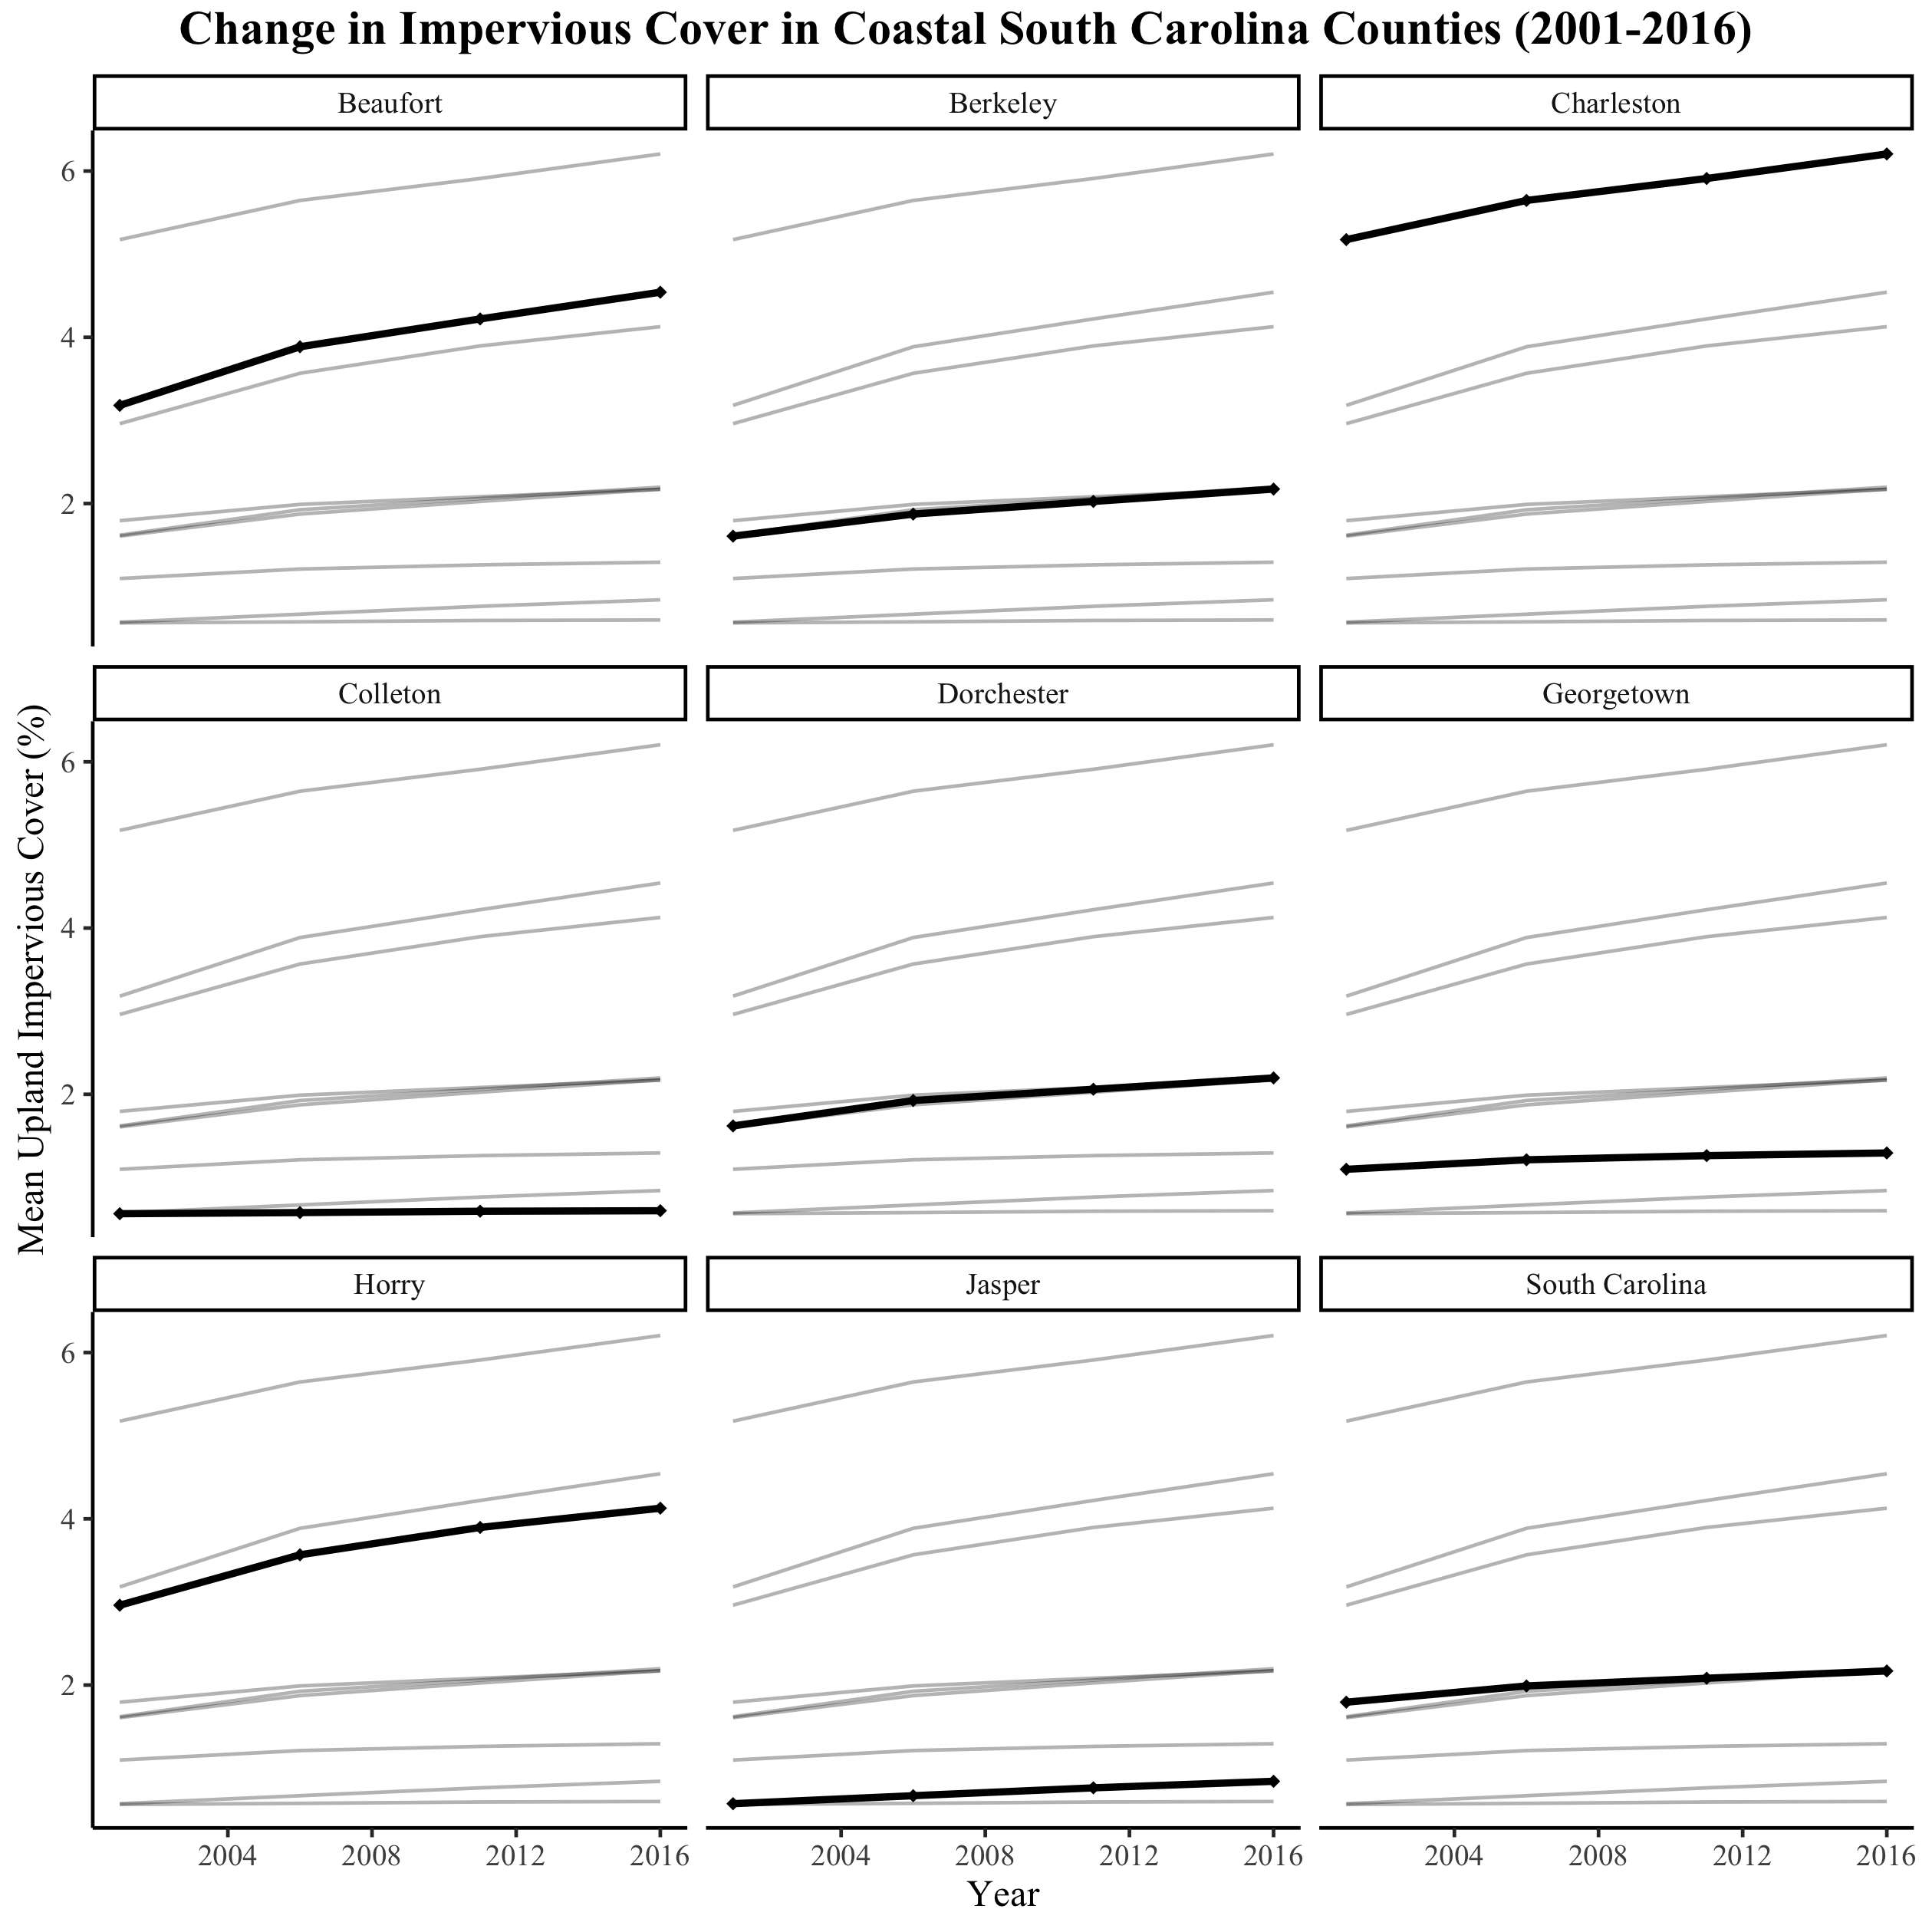 Change in Impervious Cover in Coastal South Carolina Counties (2001-2016)
Beaufort
Berkeley
Charleston
6
4
2
Colleton
Dorchester
Georgetown
6
4
2
Mean Upland Impervious Cover (%)
Horry
Jasper
South Carolina
6
4
2
2004 2008 2012 2016
2004 2008 2012 2016
2004 2008 2012 2016
Year